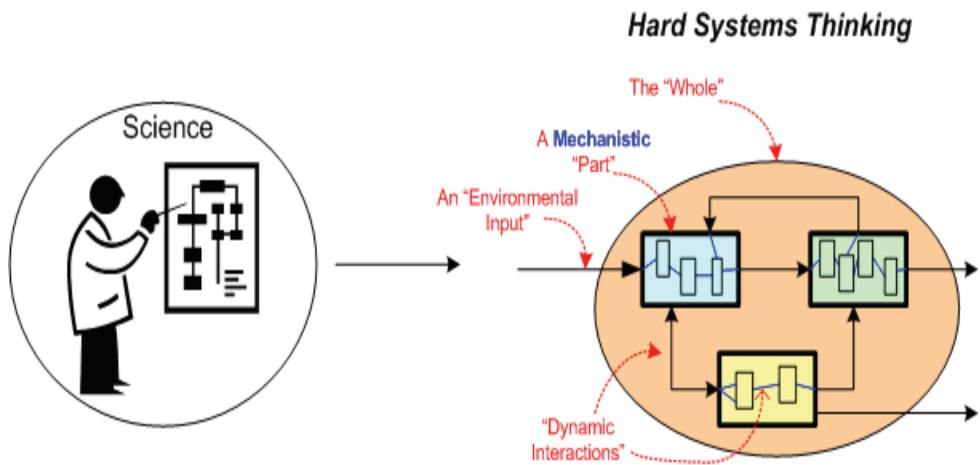 Hard Systems Thinking
Science
The “Whole”
A Mechanistic
“Part”
An “Environmental
Input”
“Dynamic
Interactions”